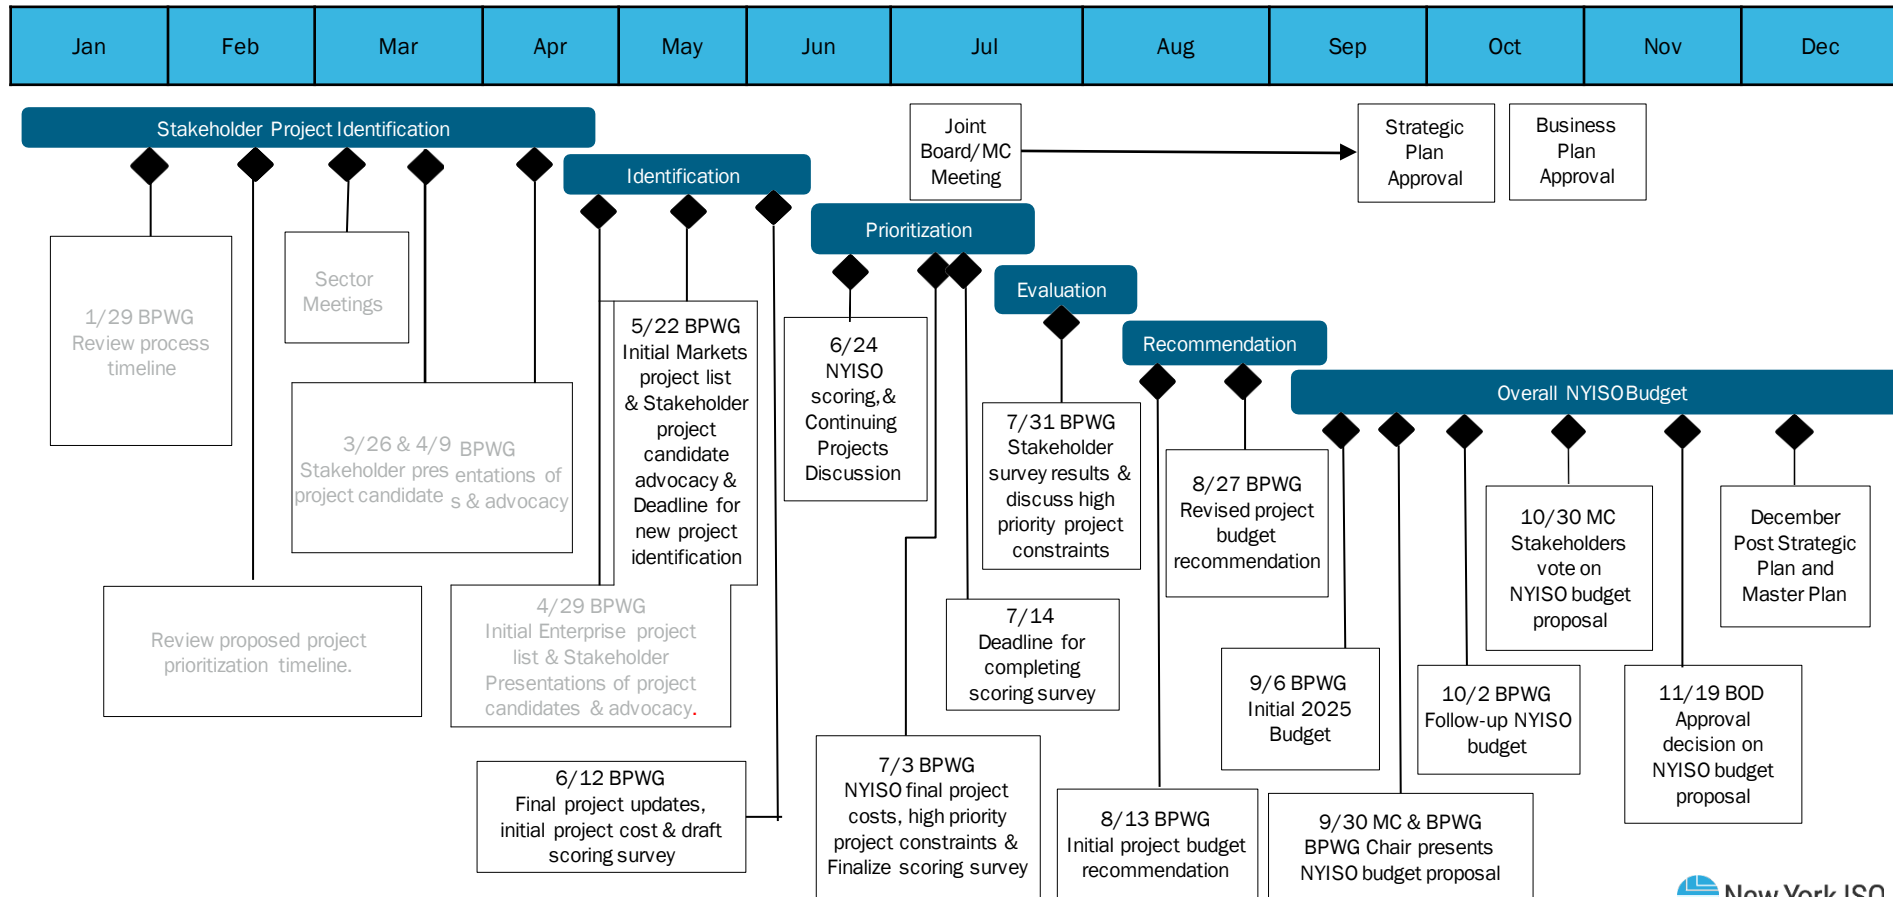 Jan Feb Mar Apr May Jun Jul Aug Sep Oct Nov Dec
Stakeholder Project Identification
Identification
Prioritization
Evaluation
Recommendation
Overall NYISO Budget
Joint
Board/MC
Meeting
Strategic
Plan
Approval
Business
Plan
Approval
1/29 BPWG
Review process
timeline
Sector
Meetings
3/26 & 4/9 BPWG
Stakeholder presentations of
project candidates & advocacy
Review proposed project
prioritization timeline.
4/29 BPWG
Initial Enterprise project
list & Stakeholder
Presentations of project
candidates & advocacy.
5/22 BPWG
Initial Markets
project list
& Stakeholder
project
candidate
advocacy &
Deadline for
new project
identification
6/12 BPWG
Final project updates,
initial project cost & draft
scoring survey
6/24
NYISO
scoring, &
Continuing
Projects
Discussion
7/3 BPWG
NYISO final project
costs, high priority
project constraints &
Finalize scoring survey
7/14
Deadline for
completing
scoring survey
7/31 BPWG
Stakeholder
survey results &
discuss high
priority project
constraints
8/13 BPWG
Initial project budget
recommendation
8/27 BPWG
Revised project
budget
recommendation
9/6 BPWG
Initial 2025
Budget
9/30 MC & BPWG
BPWG Chair presents
NYISO budget proposal
10/2 BPWG
Follow-up NYISO
budget
10/30 MC
Stakeholders
vote on
NYISO budget
proposal
11/19 BOD
Approval
decision on
NYISO budget
proposal
December
Post Strategic
Plan and
Master Plan
New York ISO